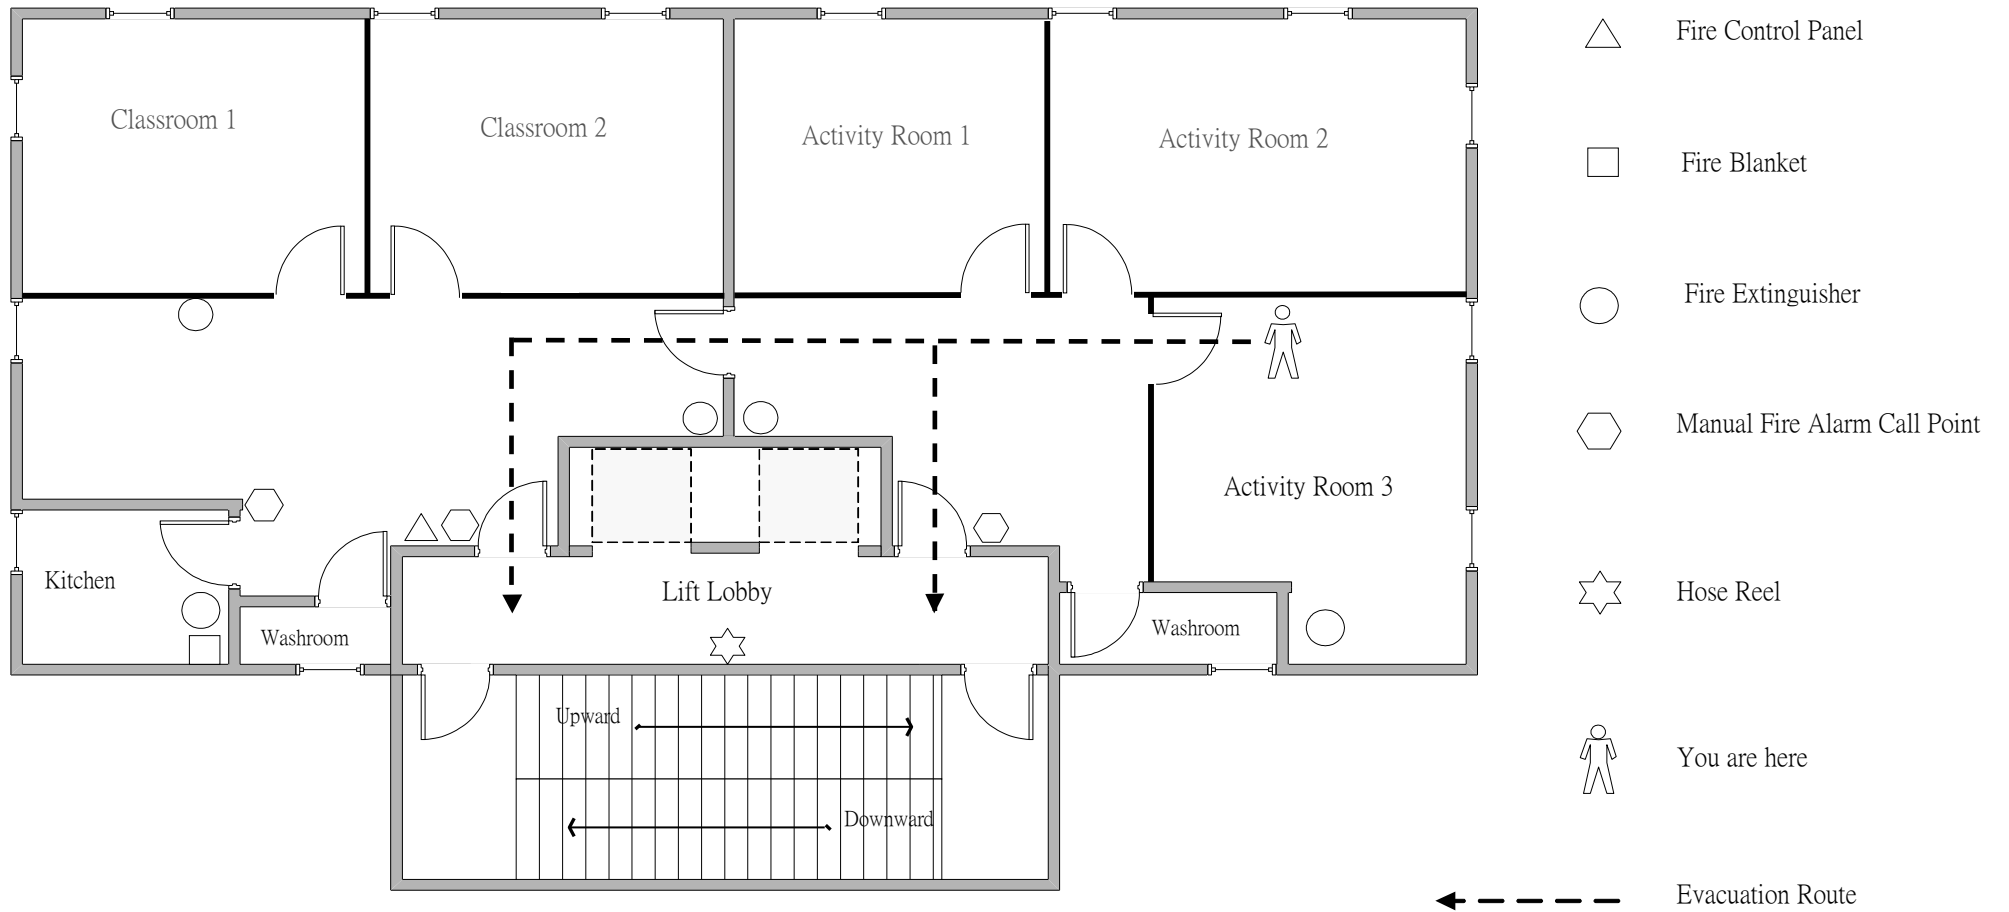 Classroom 1
Classroom 2
Activity Room 1
Activity Room 2
Activity Room 3
Kitchen
Washroom
Lift Lobby
Washroom
Upward
Downward
Fire Control Panel
Fire Blanket
Fire Extinguisher
Manual Fire Alarm Call Point
Hose Reel
You are here
Evacuation Route